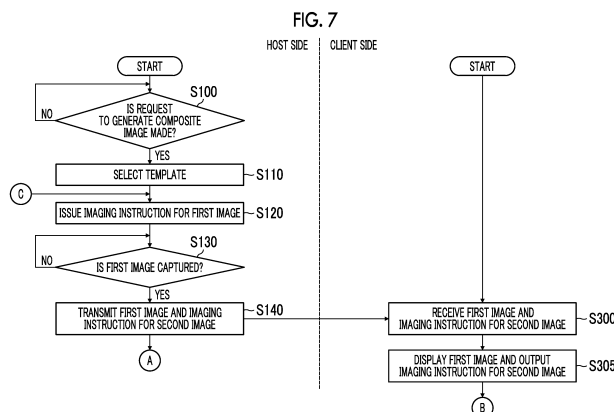 FIG. 7
HOST SIDE
CLIENT SIDE
START
START
S100
IS REQUEST
TO GENERATE COMPOSITE
IMAGE MADE?
NO
YES
SELECT TEMPLATE
S110
C
ISSUE IMAGING INSTRUCTION FOR FIRST IMAGE
S120
S130
NO
IS FIRST IMAGE CAPTURED?
YES
TRANSMIT FIRST IMAGE AND IMAGING
INSTRUCTION FOR SECOND IMAGE
S140
RECEIVE FIRST IMAGE AND
IMAGING INSTRUCTION FOR SECOND IMAGE
S300
A
DISPLAY FIRST IMAGE AND OUTPUT
IMAGING INSTRUCTION FOR SECOND IMAGE
S305
B